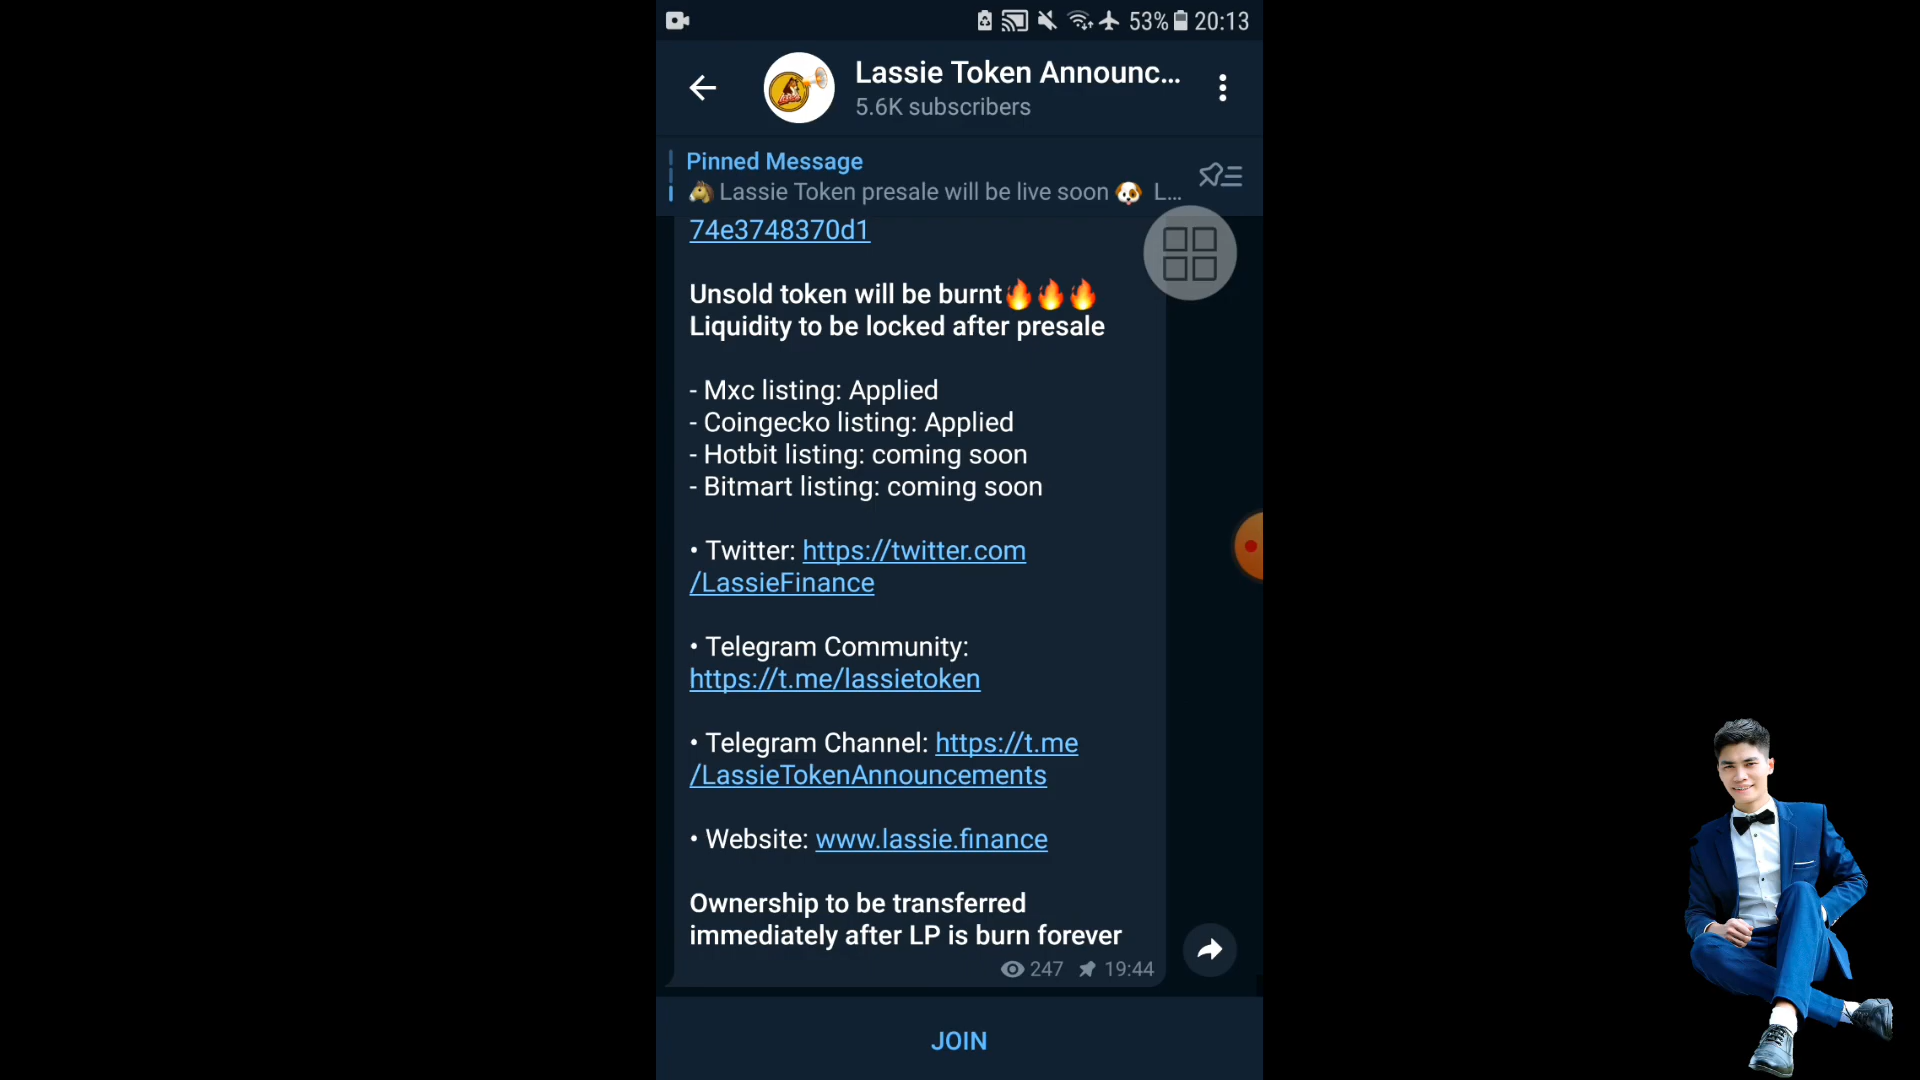 53% 20:13
Lassie Token Announc...
5.6K subscribers
Pinned Message
🐴 Lassie Token presale will be live soon 🐶 L...
74e3748370d1
Unsold token will be burnt🔥🔥🔥
Liquidity to be locked after presale
- Mxc listing: Applied
- Coingecko listing: Applied
- Hotbit listing: coming soon
- Bitmart listing: coming soon
• Twitter: https://twitter.com
/LassieFinance
• Telegram Community:
https://t.me/lassietoken
• Telegram Channel: https://t.me
/LassieTokenAnnouncements
• Website: www.lassie.finance
Ownership to be transferred
immediately after LP is burn forever
247 19:44
JOIN